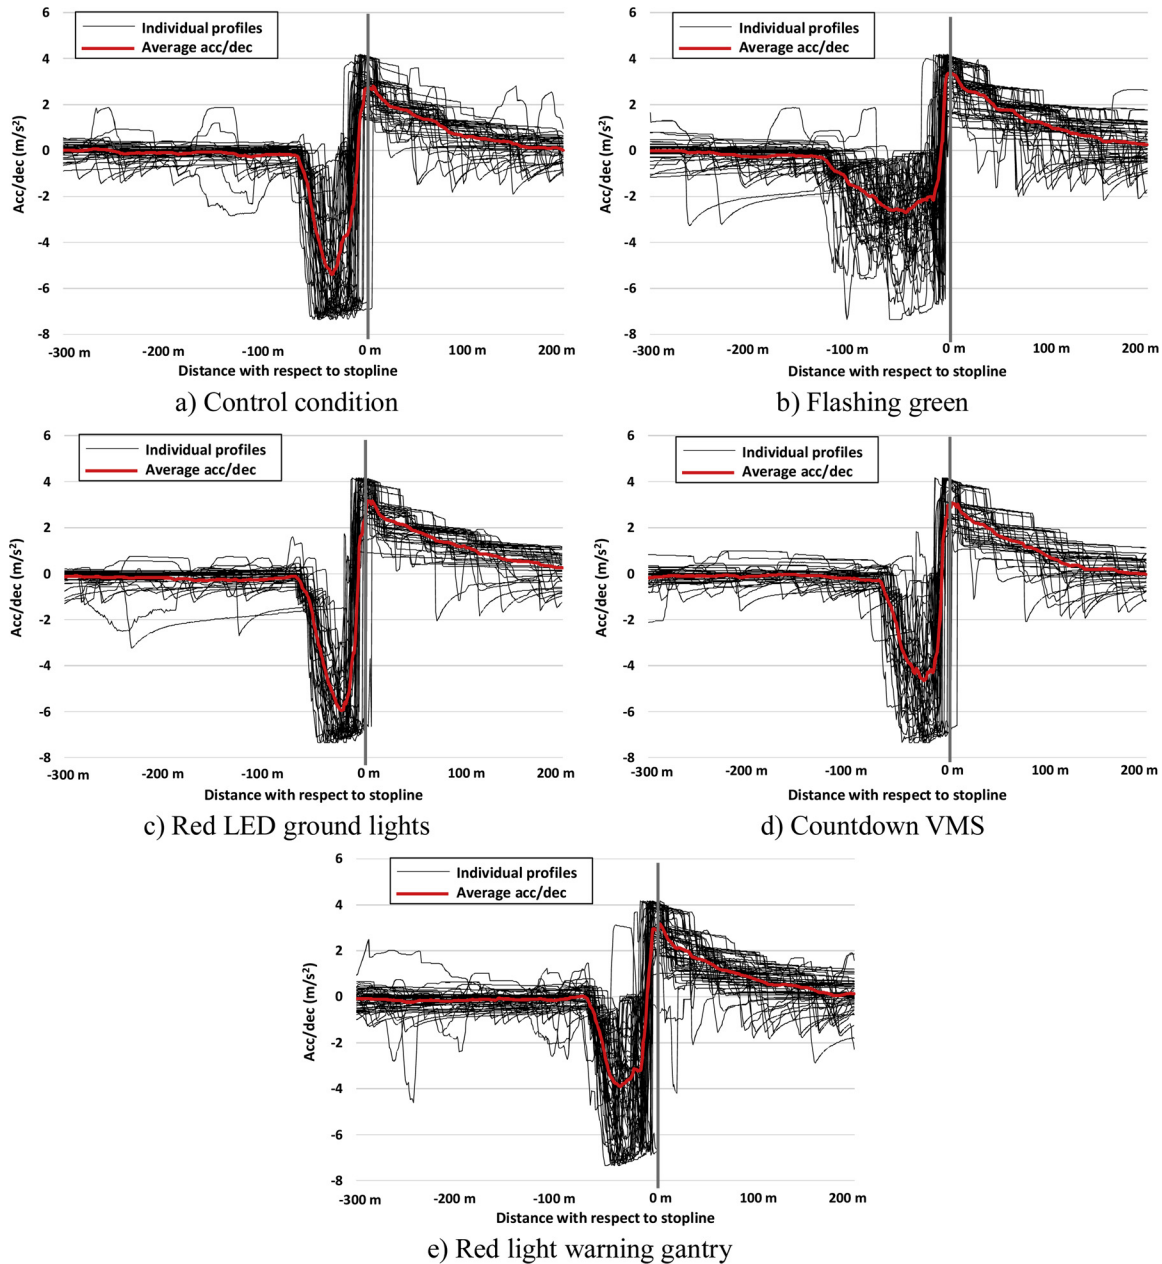 6
Individual profiles
Average acc/dec
4
2
0
-2
-4
-6
-8
Acc/dec (m/s²)
-300 m -200 m -100 m 0 m 100 m 200 m
Distance with respect to stopline
a) Control condition
6
Individual profiles
Average acc/dec
4
2
0
-2
-4
-6
-8
Acc/dec (m/s²)
-300 m -200 m -100 m 0 m 100 m 200 m
Distance with respect to stopline
b) Flashing green
6
Individual profiles
Average acc/dec
4
2
0
-2
-4
-6
-8
Acc/dec (m/s²)
-300 m -200 m -100 m 0 m 100 m 200 m
Distance with respect to stopline
c) Red LED ground lights
6
Individual profiles
Average acc/dec
4
2
0
-2
-4
-6
-8
Acc/dec (m/s²)
-300 m -200 m -100 m 0 m 100 m 200 m
Distance with respect to stopline
d) Countdown VMS
6
Individual profiles
Average acc/dec
4
2
0
-2
-4
-6
-8
Acc/dec (m/s²)
-300 m -200 m -100 m 0 m 100 m 200 m
Distance with respect to stopline
e) Red light warning gantry